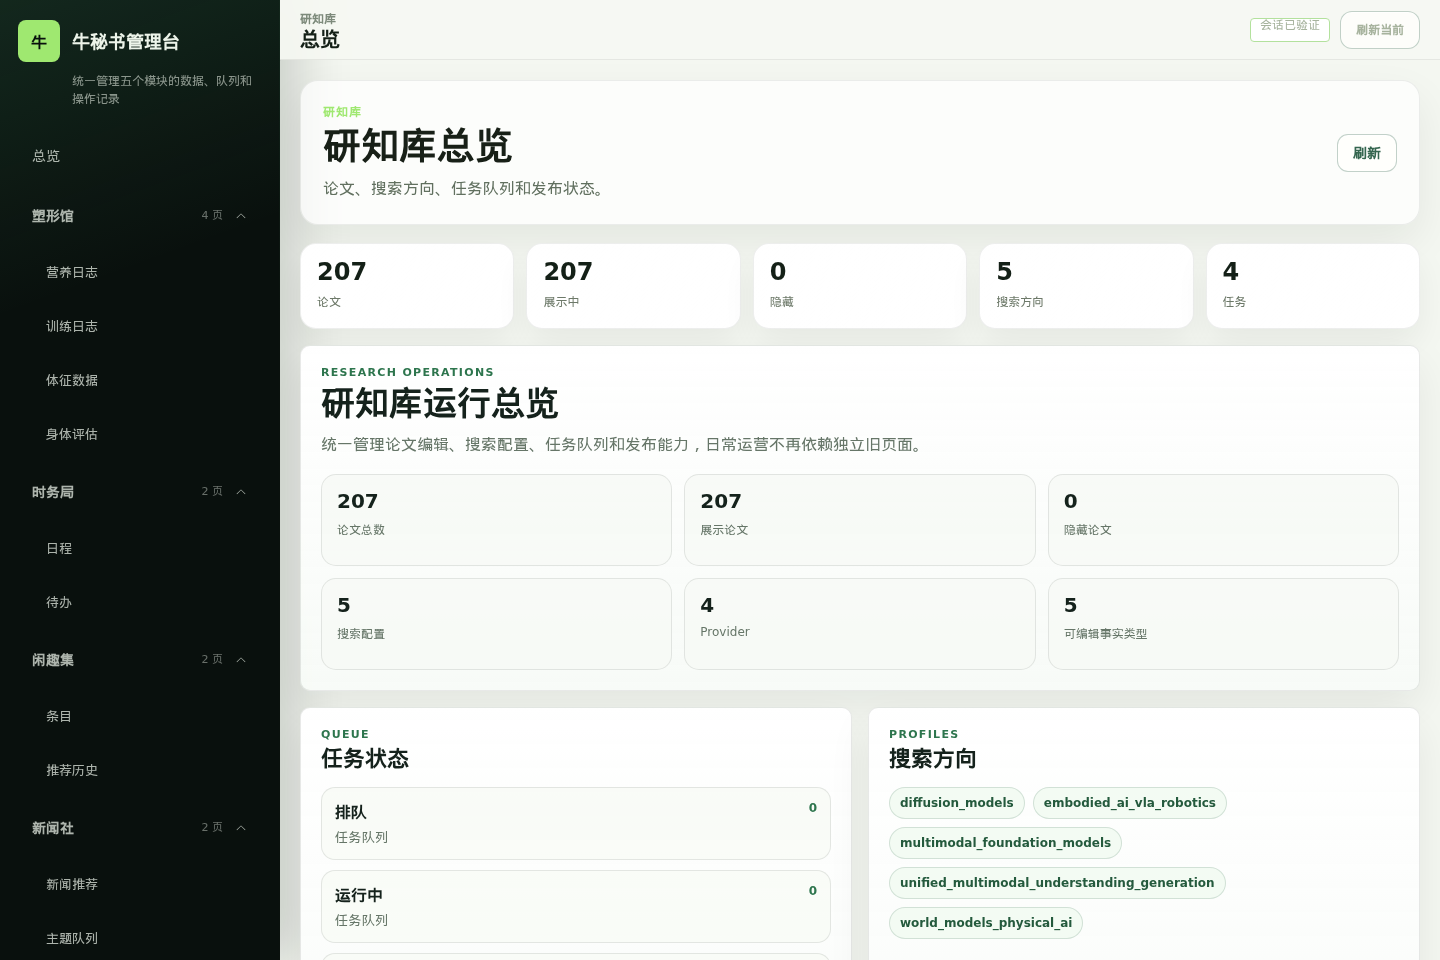 牛
牛秘书管理台
统一管理五个模块的数据、队列和
操作记录
总览
塑形馆
4 页
营养日志
训练日志
体征数据
身体评估
时务局
2 页
日程
待办
闲趣集
2 页
条目
推荐历史
新闻社
2 页
新闻推荐
主题队列
研知库
总览
会话已验证
刷新当前
研知库
研知库总览
论文、搜索方向、任务队列和发布状态。
刷新
207
论文
207
展示中
0
隐藏
5
搜索方向
4
任务
RESEARCH OPERATIONS
研知库运行总览
统一管理论文编辑、搜索配置、任务队列和发布能力，日常运营不再依赖独立旧页面。
207
论文总数
207
展示论文
0
隐藏论文
5
搜索配置
4
Provider
5
可编辑事实类型
QUEUE
任务状态
排队
0
任务队列
运行中
0
任务队列
PROFILES
搜索方向
diffusion_models
embodied_ai_vla_robotics
multimodal_foundation_models
unified_multimodal_understanding_generation
world_models_physical_ai